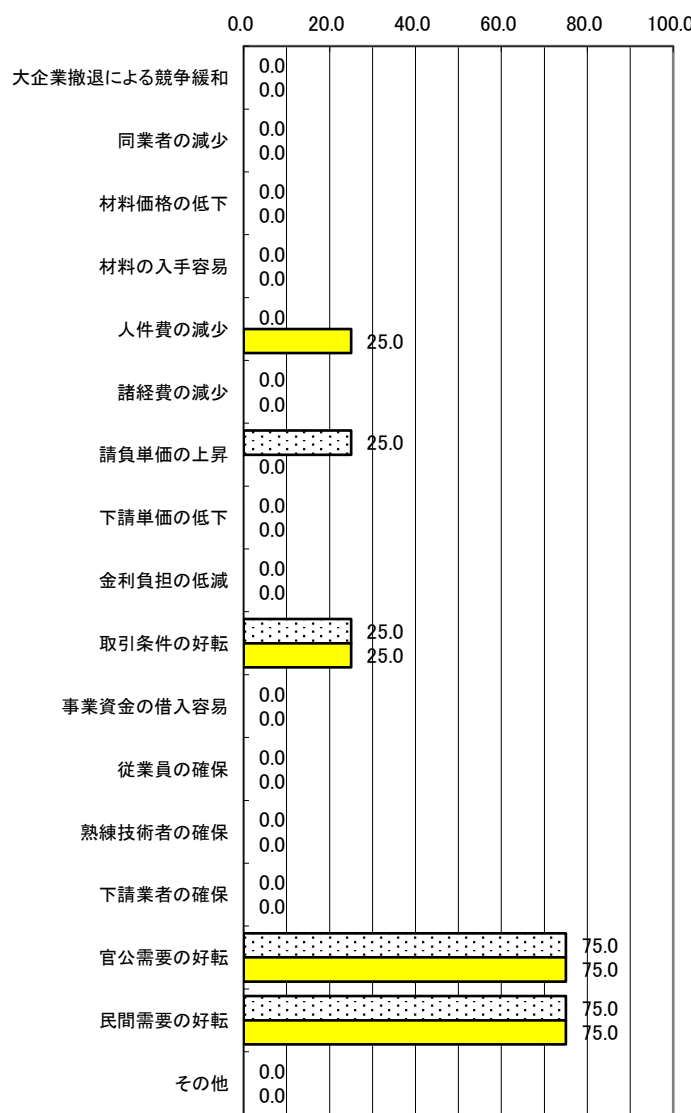 0.0 20.0 40.0 60.0 80.0 100.0
大企業撤退による競争緩和
0.0
0.0
同業者の減少
0.0
0.0
材料価格の低下
0.0
0.0
材料の入手容易
0.0
0.0
人件費の減少
0.0
25.0
諸経費の減少
0.0
0.0
請負単価の上昇
25.0
0.0
下請単価の低下
0.0
0.0
金利負担の低減
0.0
0.0
取引条件の好転
25.0
25.0
事業資金の借入容易
0.0
0.0
従業員の確保
0.0
0.0
熟練技術者の確保
0.0
0.0
下請業者の確保
0.0
0.0
官公需要の好転
75.0
75.0
民間需要の好転
75.0
75.0
その他
0.0
0.0